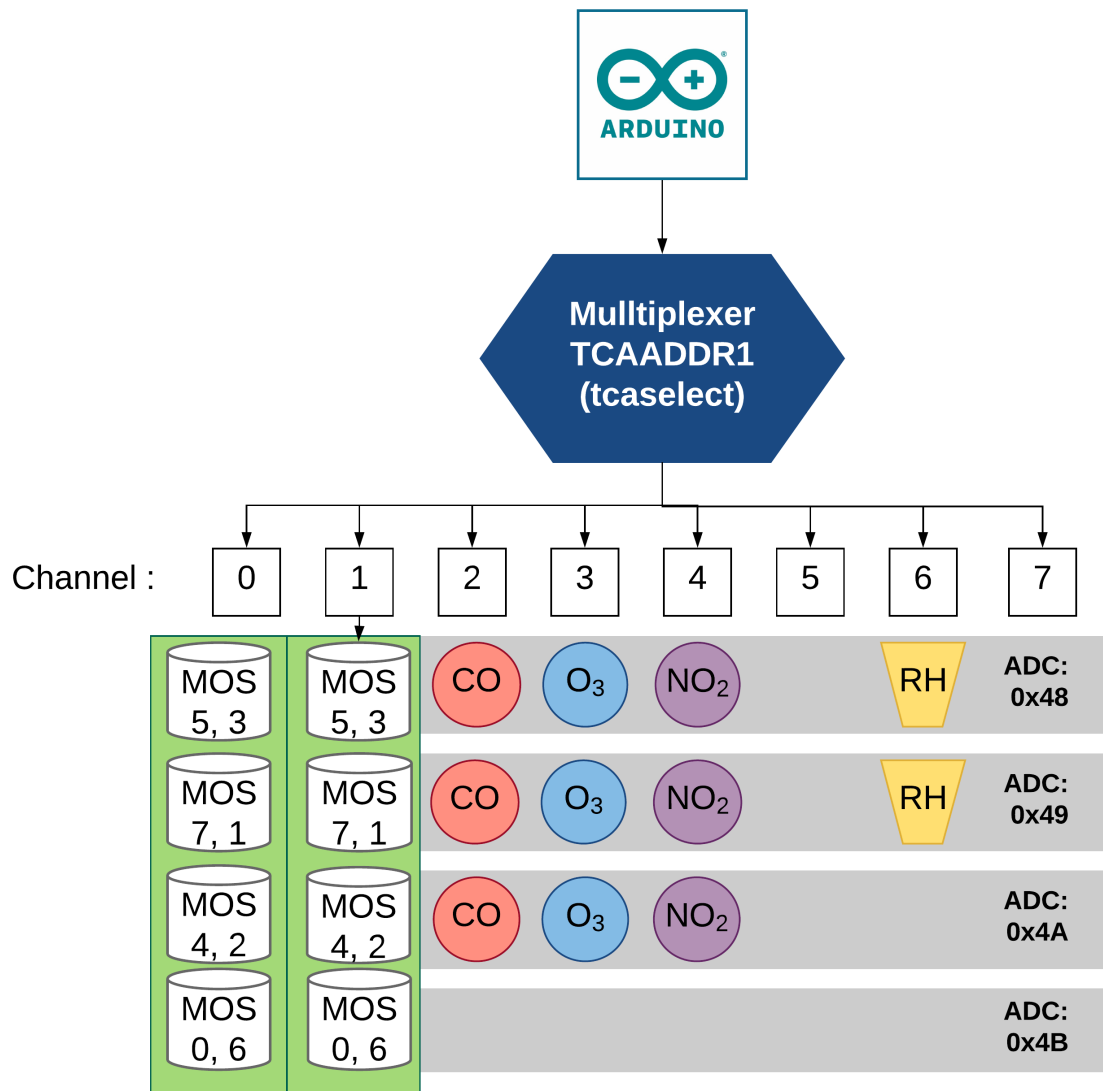 ARDUINO
Mulltiplexer
TCAADDR1
(tcaselect)
Channel : 0 1 2 3 4 5 6 7
MOS
5, 3
MOS
5, 3
CO
O₃
NO₂
RH
ADC:
0x48
MOS
7, 1
MOS
7, 1
CO
O₃
NO₂
RH
ADC:
0x49
MOS
4, 2
MOS
4, 2
CO
O₃
NO₂
ADC:
0x4A
MOS
0, 6
MOS
0, 6
ADC:
0x4B